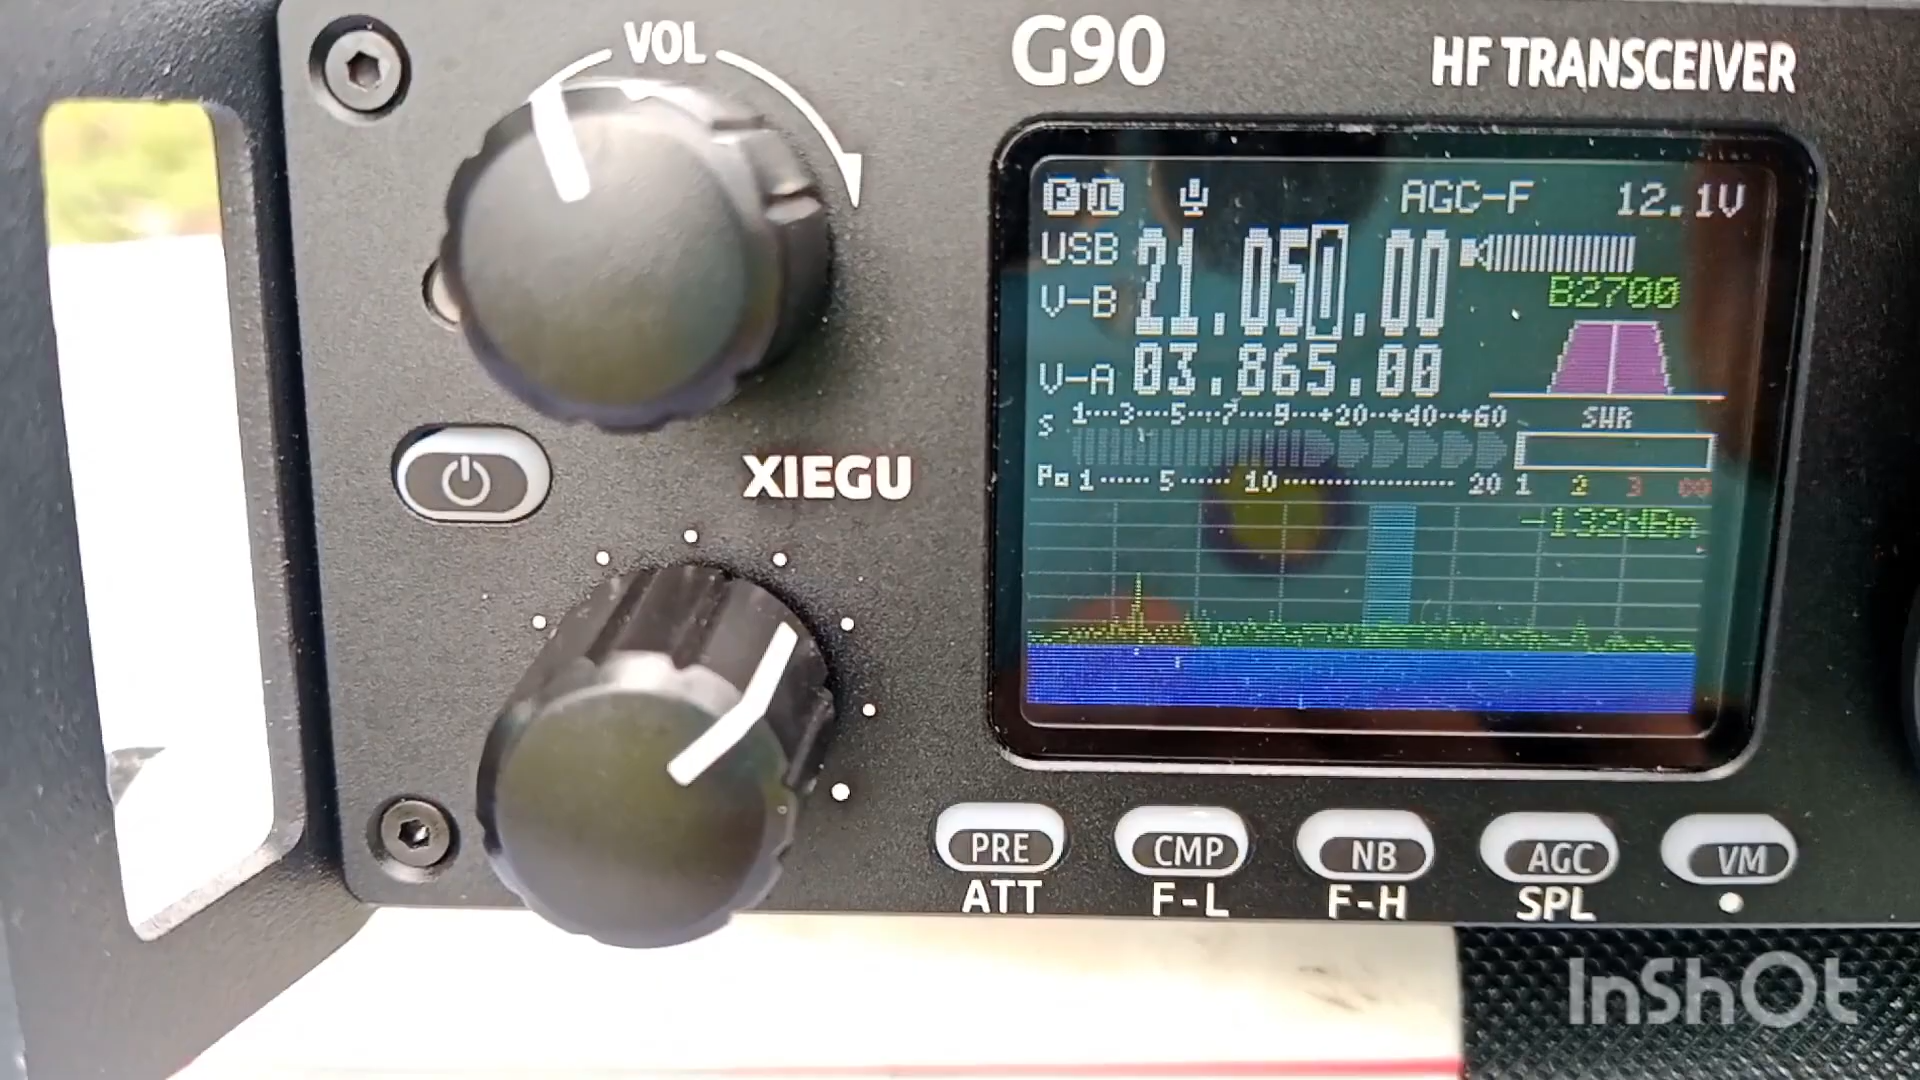 VOL
G90
HF TRANSCEIVER
P
AGC-F
12.1V
USB
21.050.00
V-B
B2700
V-A
03.865.00
S 1····3····5····7····9···+20··+40··+60
SWR
Po 1······5······10····················20
1 2 3 ∞
-132dBm
XIEGU
PRE CMP NB AGC VM
ATT F-L F-H SPL
InShOt